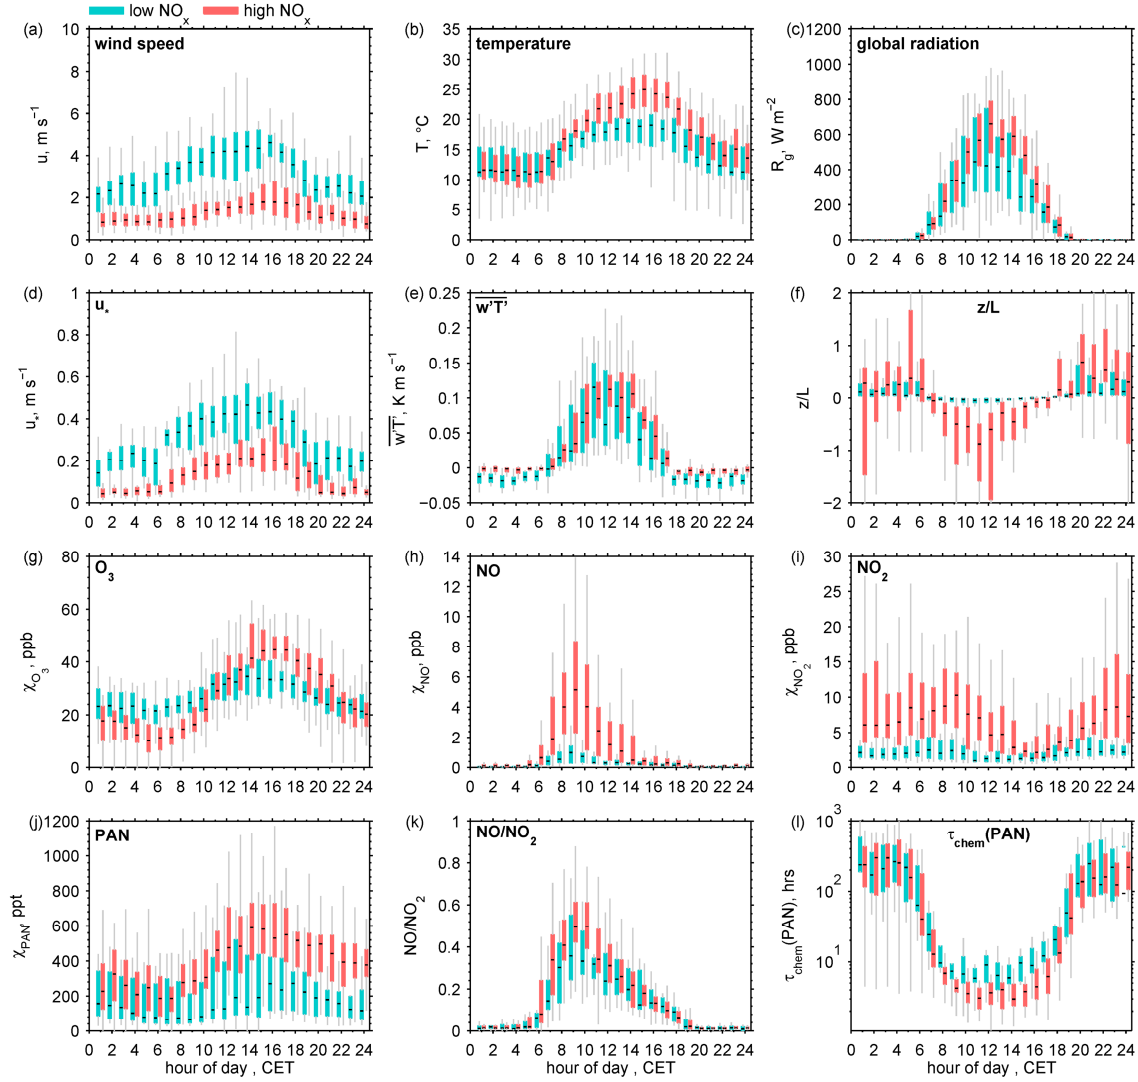 low NOx high NOx
(a) wind speed (b) temperature (c) global radiation
u, m s⁻¹ T, °C Rg, W m⁻²
10 8 6 4 2 0
35 30 25 20 15 10 5 0
1200 1000 800 600 400 200 0
0 2 4 6 8 10 12 14 16 18 20 22 24 0 2 4 6 8 10 12 14 16 18 20 22 24 0 2 4 6 8 10 12 14 16 18 20 22 24
(d) u* (e) w'T' (f) z/L
u*, m s⁻¹ w'T', K m s⁻¹ z/L
1 0.8 0.6 0.4 0.2 0
0.25 0.2 0.15 0.1 0.05 0 −0.05
2 1 0 −1 −2
0 2 4 6 8 10 12 14 16 18 20 22 24 0 2 4 6 8 10 12 14 16 18 20 22 24 0 2 4 6 8 10 12 14 16 18 20 22 24
(g) O3 (h) NO (i) NO2
χO3, ppb χNO, ppb χNO2, ppb
80 60 40 20 0
14 12 10 8 6 4 2 0
30 25 20 15 10 5 0
0 2 4 6 8 10 12 14 16 18 20 22 24 0 2 4 6 8 10 12 14 16 18 20 22 24 0 2 4 6 8 10 12 14 16 18 20 22 24
(j) PAN (k) NO/NO2 (l) τchem(PAN)
χPAN, ppt NO/NO2 τchem(PAN), hrs
1200 1000 800 600 400 200 0
1 0.8 0.6 0.4 0.2 0
10³ 10² 10¹
0 2 4 6 8 10 12 14 16 18 20 22 24 0 2 4 6 8 10 12 14 16 18 20 22 24 0 2 4 6 8 10 12 14 16 18 20 22 24
hour of day , CET hour of day , CET hour of day , CET